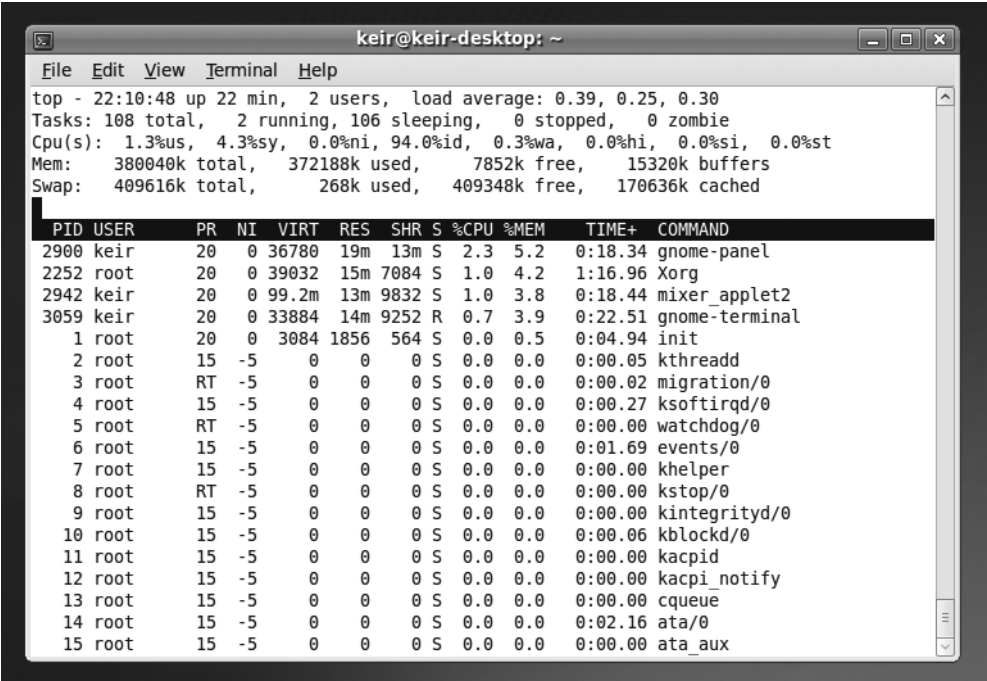 keir@keir-desktop: ~
File Edit View Terminal Help
top - 22:10:48 up 22 min,  2 users,  load average: 0.39, 0.25, 0.30
Tasks: 108 total,   2 running, 106 sleeping,   0 stopped,   0 zombie
Cpu(s):  1.3%us,  4.3%sy,  0.0%ni, 94.0%id,  0.3%wa,  0.0%hi,  0.0%si,  0.0%st
Mem:    380040k total,   372188k used,     7852k free,    15320k buffers
Swap:   409616k total,      268k used,   409348k free,   170636k cached
PID USER      PR  NI  VIRT  RES  SHR S %CPU %MEM    TIME+  COMMAND
2900 keir      20   0 36780  19m  13m S  2.3  5.2   0:18.34 gnome-panel
2252 root      20   0 39032  15m 7084 S  1.0  4.2   1:16.96 Xorg
2942 keir      20   0 99.2m  13m 9832 S  1.0  3.8   0:18.44 mixer_applet2
3059 keir      20   0 33884  14m 9252 R  0.7  3.9   0:22.51 gnome-terminal
1 root      20   0  3084 1856  564 S  0.0  0.5   0:04.94 init
2 root      15  -5     0    0    0 S  0.0  0.0   0:00.05 kthreadd
3 root      RT  -5     0    0    0 S  0.0  0.0   0:00.02 migration/0
4 root      15  -5     0    0    0 S  0.0  0.0   0:00.27 ksoftirqd/0
5 root      RT  -5     0    0    0 S  0.0  0.0   0:00.00 watchdog/0
6 root      15  -5     0    0    0 S  0.0  0.0   0:01.69 events/0
7 root      15  -5     0    0    0 S  0.0  0.0   0:00.00 khelper
8 root      RT  -5     0    0    0 S  0.0  0.0   0:00.00 kstop/0
9 root      15  -5     0    0    0 S  0.0  0.0   0:00.00 kintegrityd/0
10 root      15  -5     0    0    0 S  0.0  0.0   0:00.06 kblockd/0
11 root      15  -5     0    0    0 S  0.0  0.0   0:00.00 kacpid
12 root      15  -5     0    0    0 S  0.0  0.0   0:00.00 kacpi_notify
13 root      15  -5     0    0    0 S  0.0  0.0   0:00.00 cqueue
14 root      15  -5     0    0    0 S  0.0  0.0   0:02.16 ata/0
15 root      15  -5     0    0    0 S  0.0  0.0   0:00.00 ata_aux